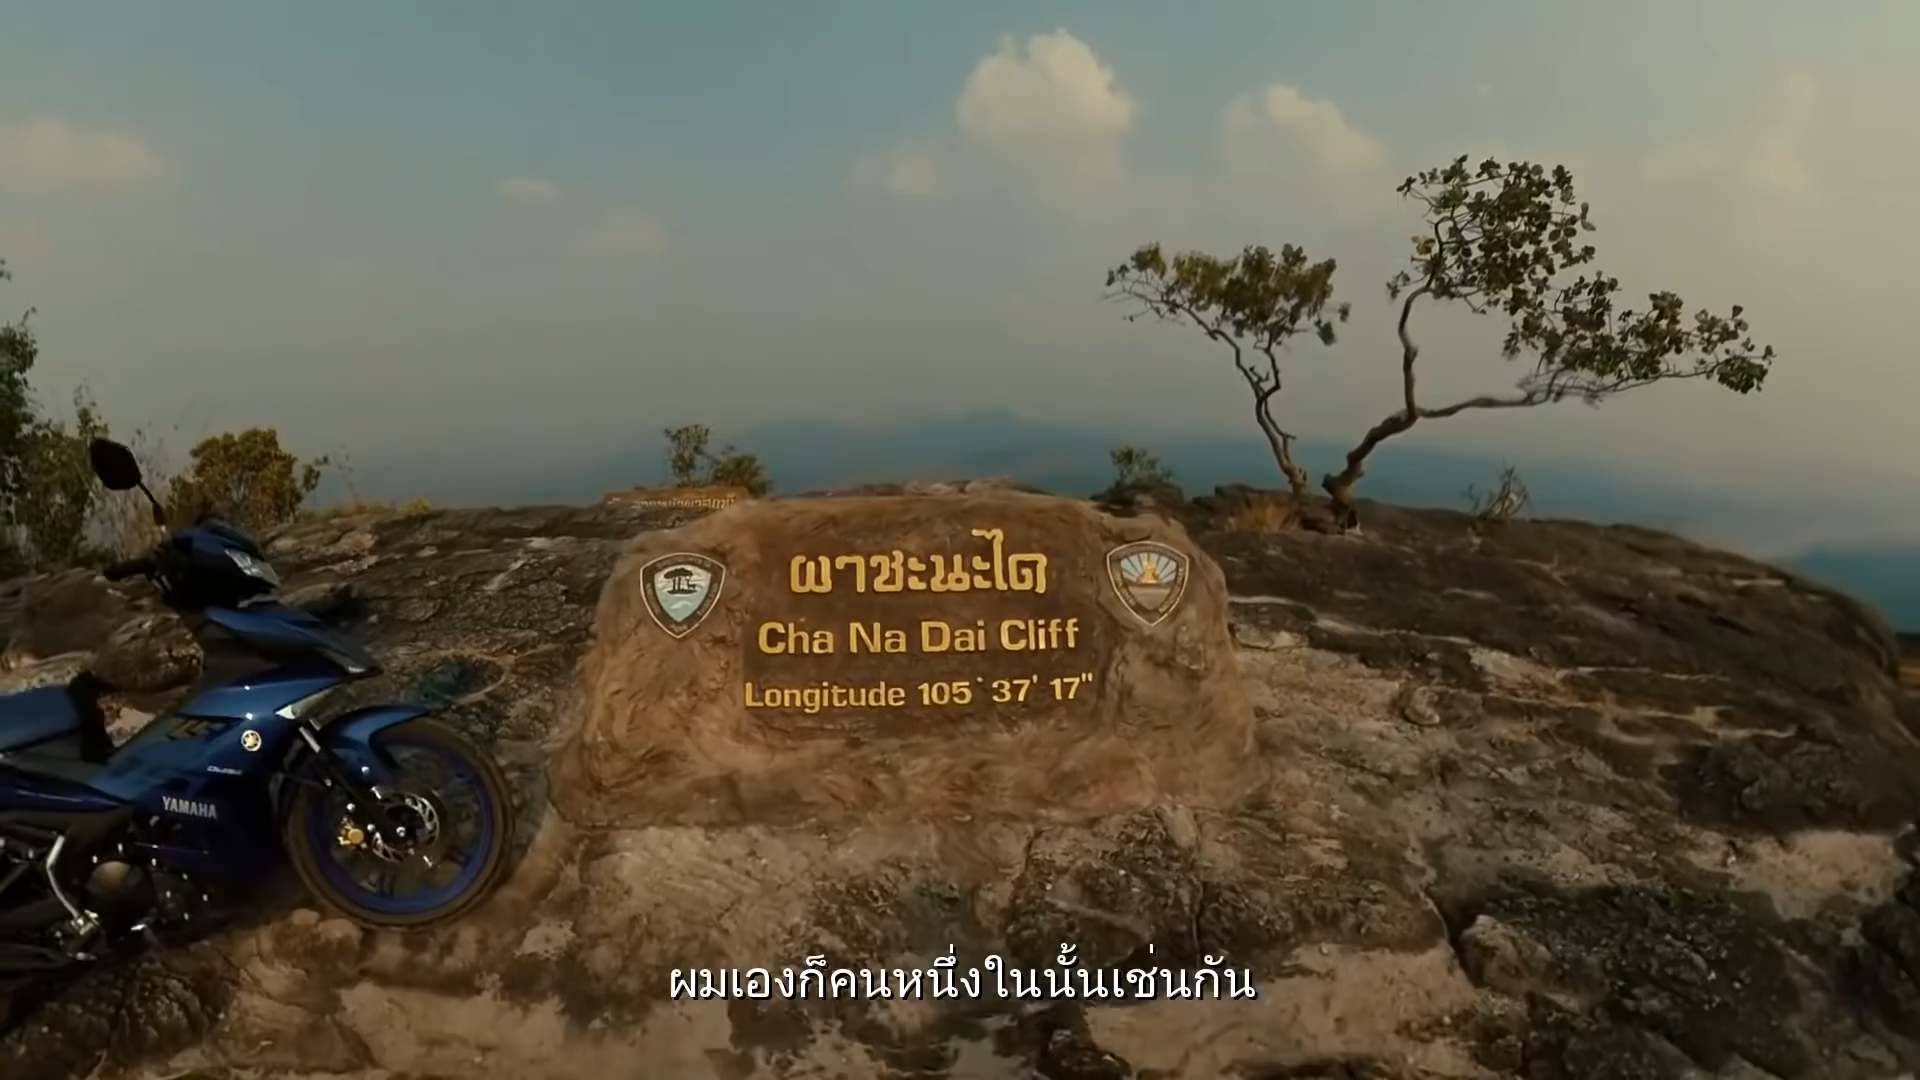 ผาชะนะได
Cha Na Dai Cliff
Longitude 105° 37' 17"
YAMAHA
ผมเองก็คนหนึ่งในนั้นเช่นกัน